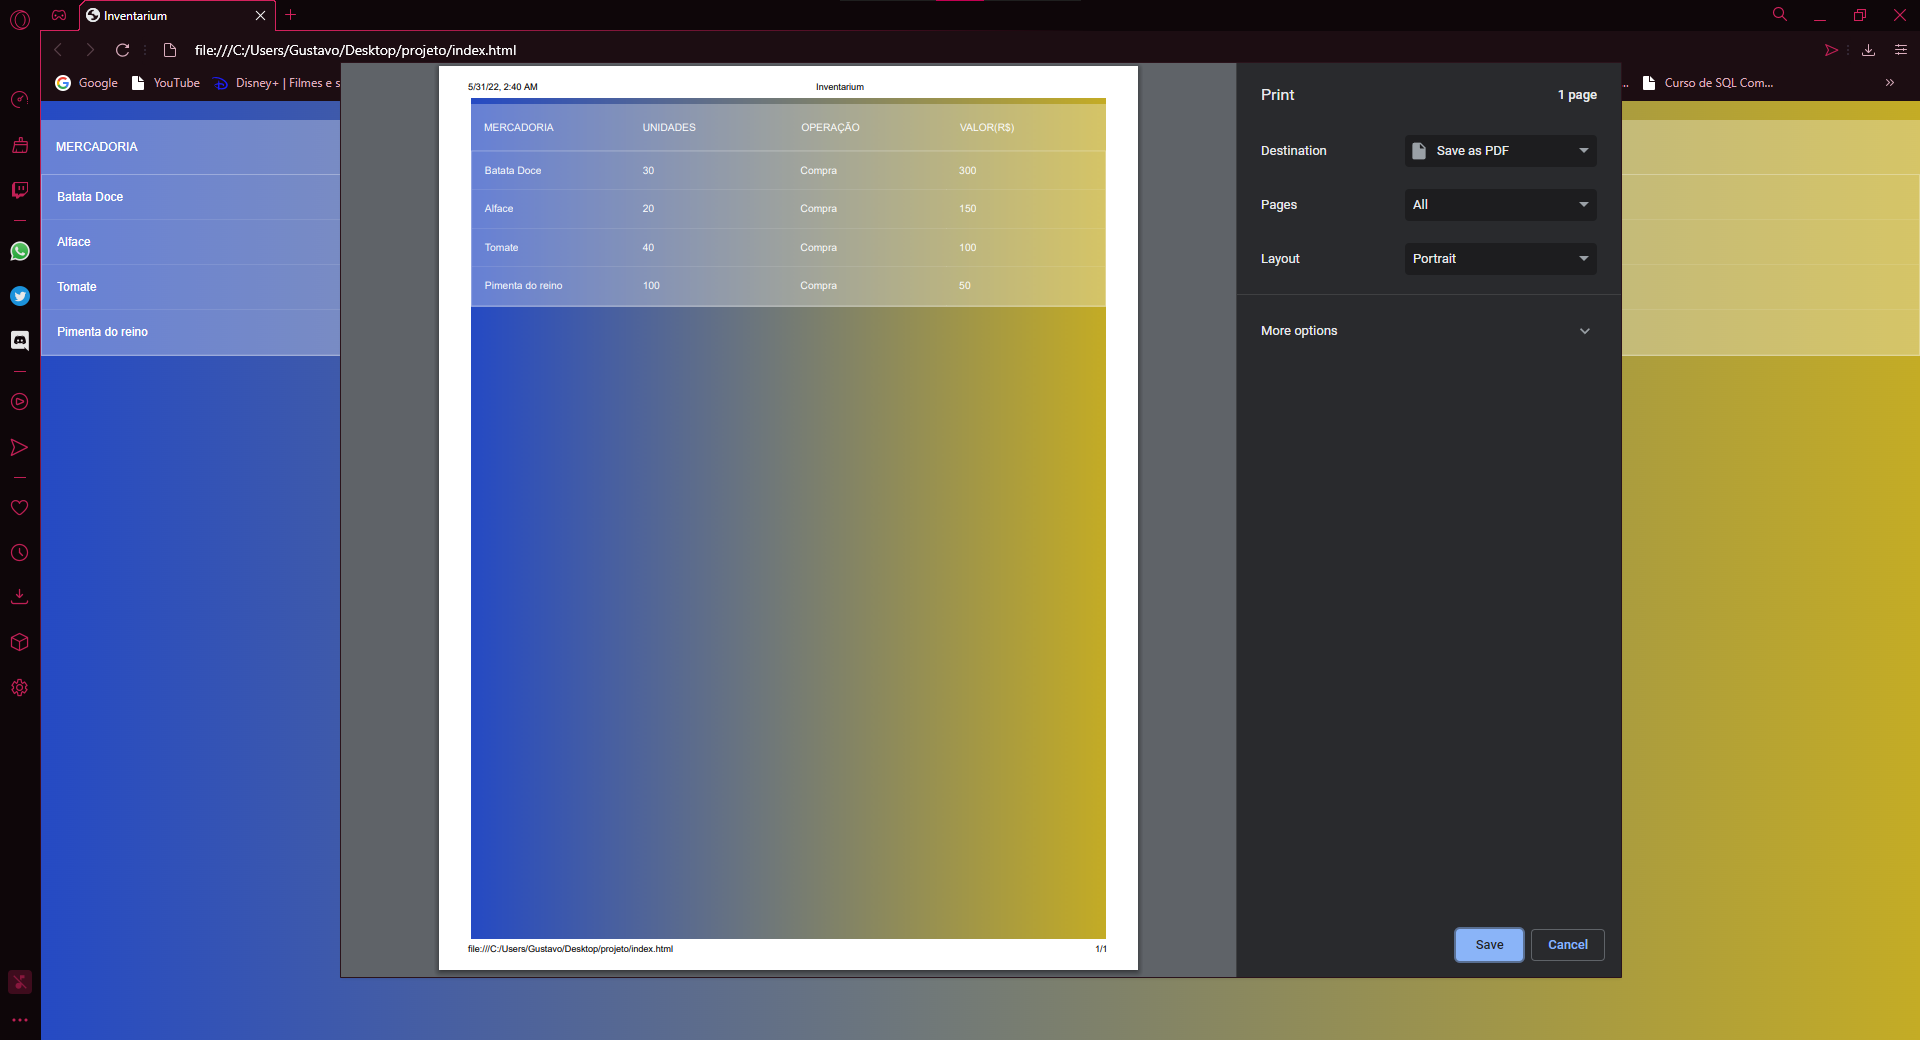 Inventarium
file:///C:/Users/Gustavo/Desktop/projeto/index.html
Google
YouTube
Disney+ | Filmes e s
...
Curso de SQL Com...
MERCADORIA
Batata Doce
Alface
Tomate
Pimenta do reino
5/31/22, 2:40 AM Inventarium
MERCADORIA UNIDADES OPERAÇÃO VALOR(R$)
Batata Doce 30 Compra 300
Alface 20 Compra 150
Tomate 40 Compra 100
Pimenta do reino 100 Compra 50
file:///C:/Users/Gustavo/Desktop/projeto/index.html 1/1
Print 1 page
Destination Save as PDF
Pages All
Layout Portrait
More options
Save Cancel